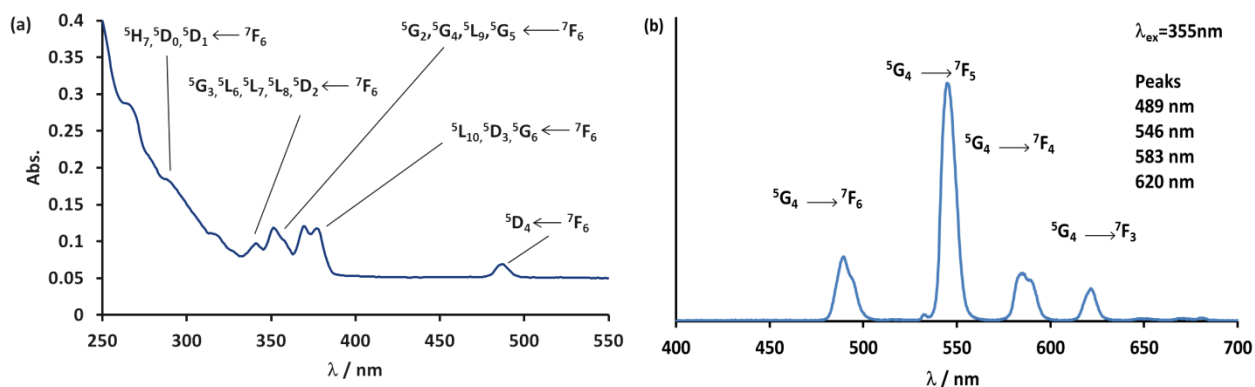 (a)
0.4
0.35
0.3
0.25
0.2
0.15
0.1
0.05
0
Abs.
250 300 350 400 450 500 550
λ / nm
⁵H₇,⁵D₀,⁵D₁ ← ⁷F₆
⁵G₃,⁵L₆,⁵L₇,⁵L₈,⁵D₂ ← ⁷F₆
⁵G₂,⁵G₄,⁵L₉,⁵G₅ ← ⁷F₆
⁵L₁₀,⁵D₃,⁵G₆ ← ⁷F₆
⁵D₄ ← ⁷F₆
(b)
λₑₓ=355nm
Peaks
489 nm
546 nm
583 nm
620 nm
⁵G₄ → ⁷F₆
⁵G₄ → ⁷F₅
⁵G₄ → ⁷F₄
⁵G₄ → ⁷F₃
400 450 500 550 600 650 700
λ / nm